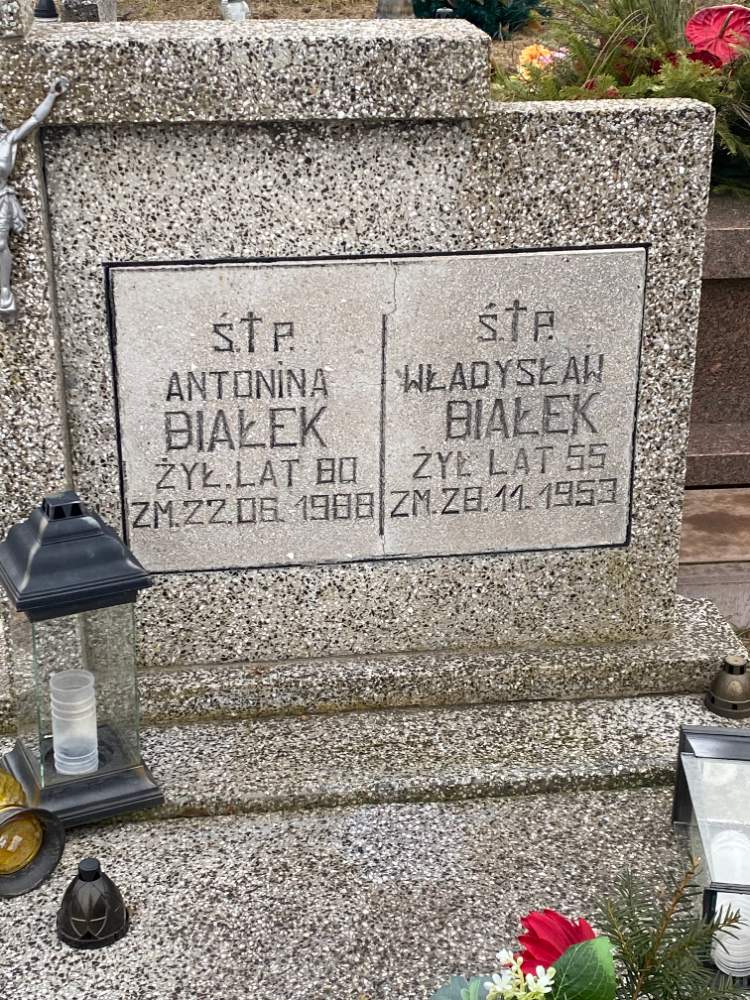 Ś.†P.
ANTONINA
BIAŁEK
ŻYŁ.LAT 80
ZM.22.06.1988
Ś.†P.
WŁADYSŁAW
BIAŁEK
ŻYŁ LAT 55
ZM.28.11.1953